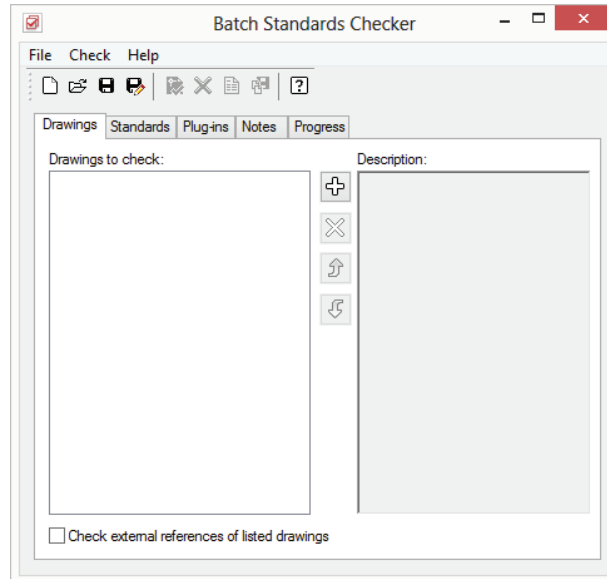 Batch Standards Checker
File Check Help
Drawings Standards Plug-ins Notes Progress
Drawings to check: Description:
Check external references of listed drawings